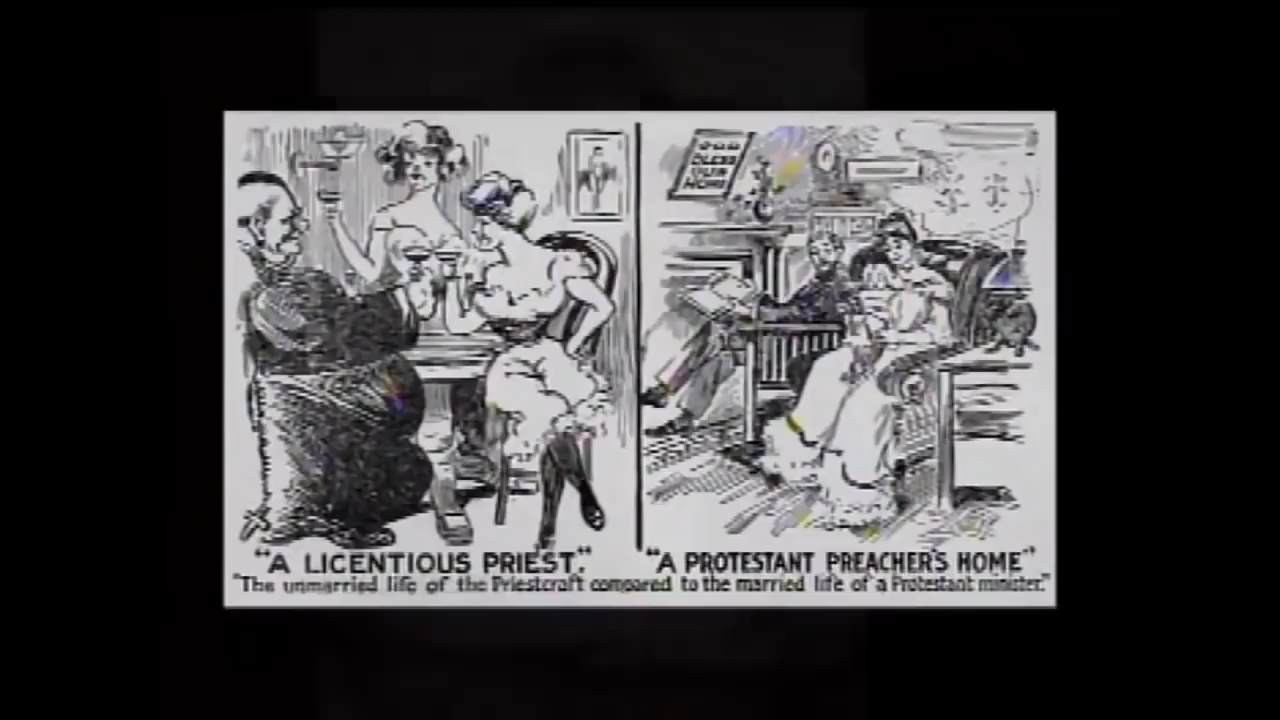 GOD
BLESS
OUR
HOME
"A LICENTIOUS PRIEST."
"A PROTESTANT PREACHER'S HOME"
"The unmarried life of the Priestcraft compared to the married life of a Protestant minister."